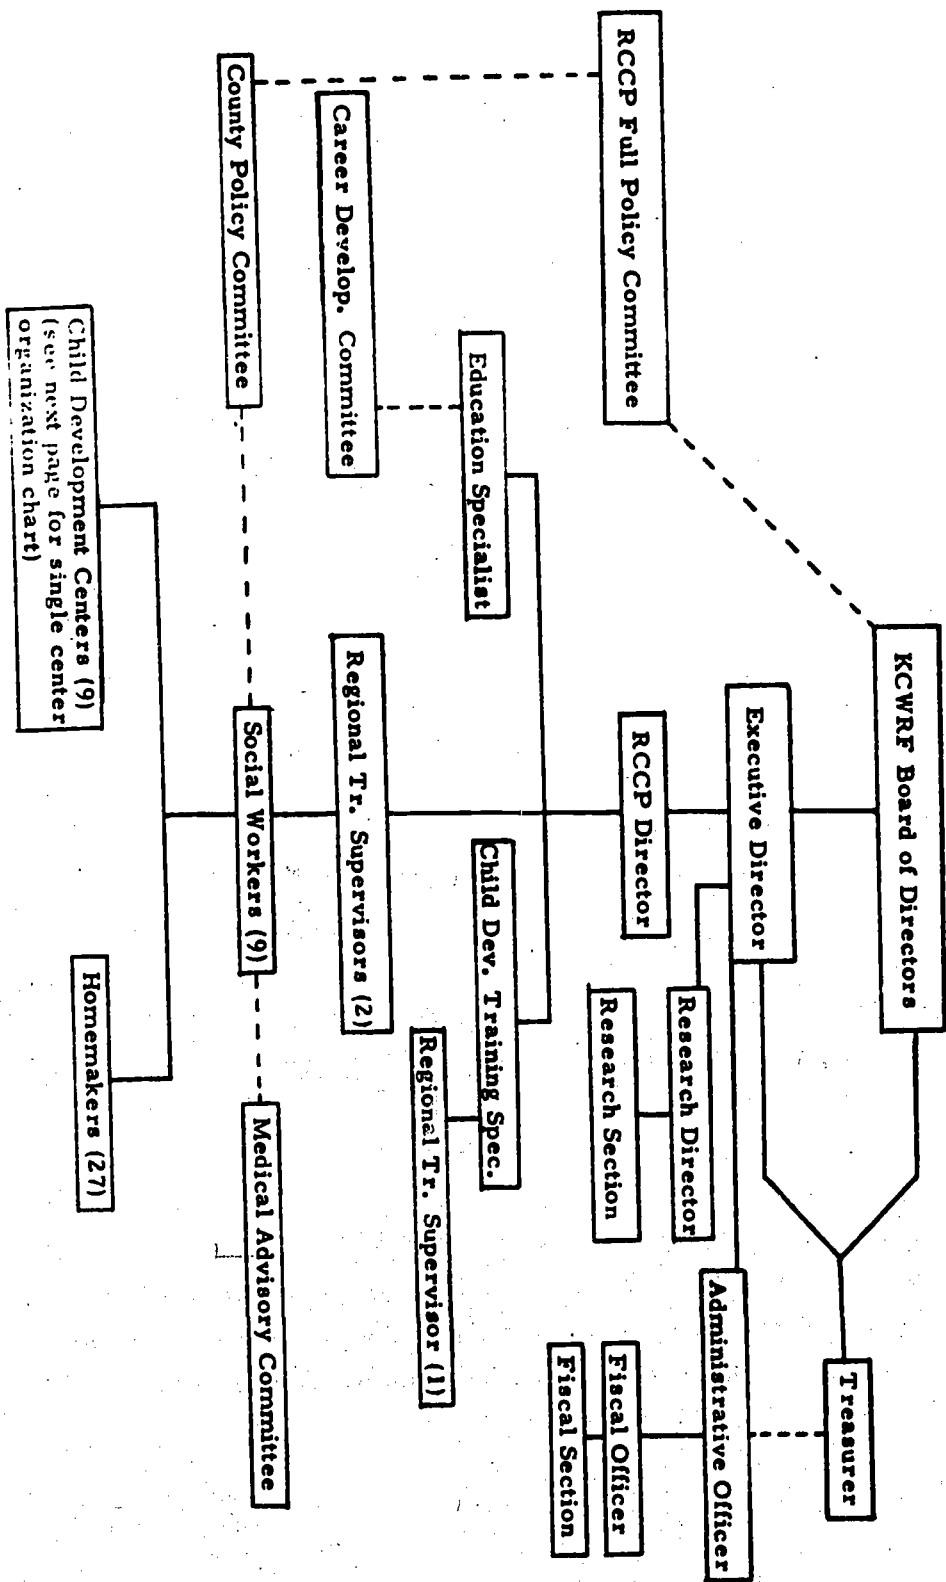 KCWRF Board of Directors
Treasurer
Executive Director
Administrative Officer
RCCP Full Policy Committee
RCCP Director
Research Director
Research Section
Fiscal Officer
Fiscal Section
Education Specialist
Child Dev. Training Spec.
Career Develop. Committee
Regional Tr. Supervisors (2)
Regional Tr. Supervisor (1)
County Policy Committee
Social Workers (9)
Medical Advisory Committee
Child Development Centers (9)
(see next page for single center
organization chart)
Homemakers (27)